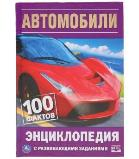 АВТОМОБИЛИ
100
ФАКТОВ
ЭНЦИКЛОПЕДИЯ
С РАЗВИВАЮЩИМИ ЗАДАНИЯМИ